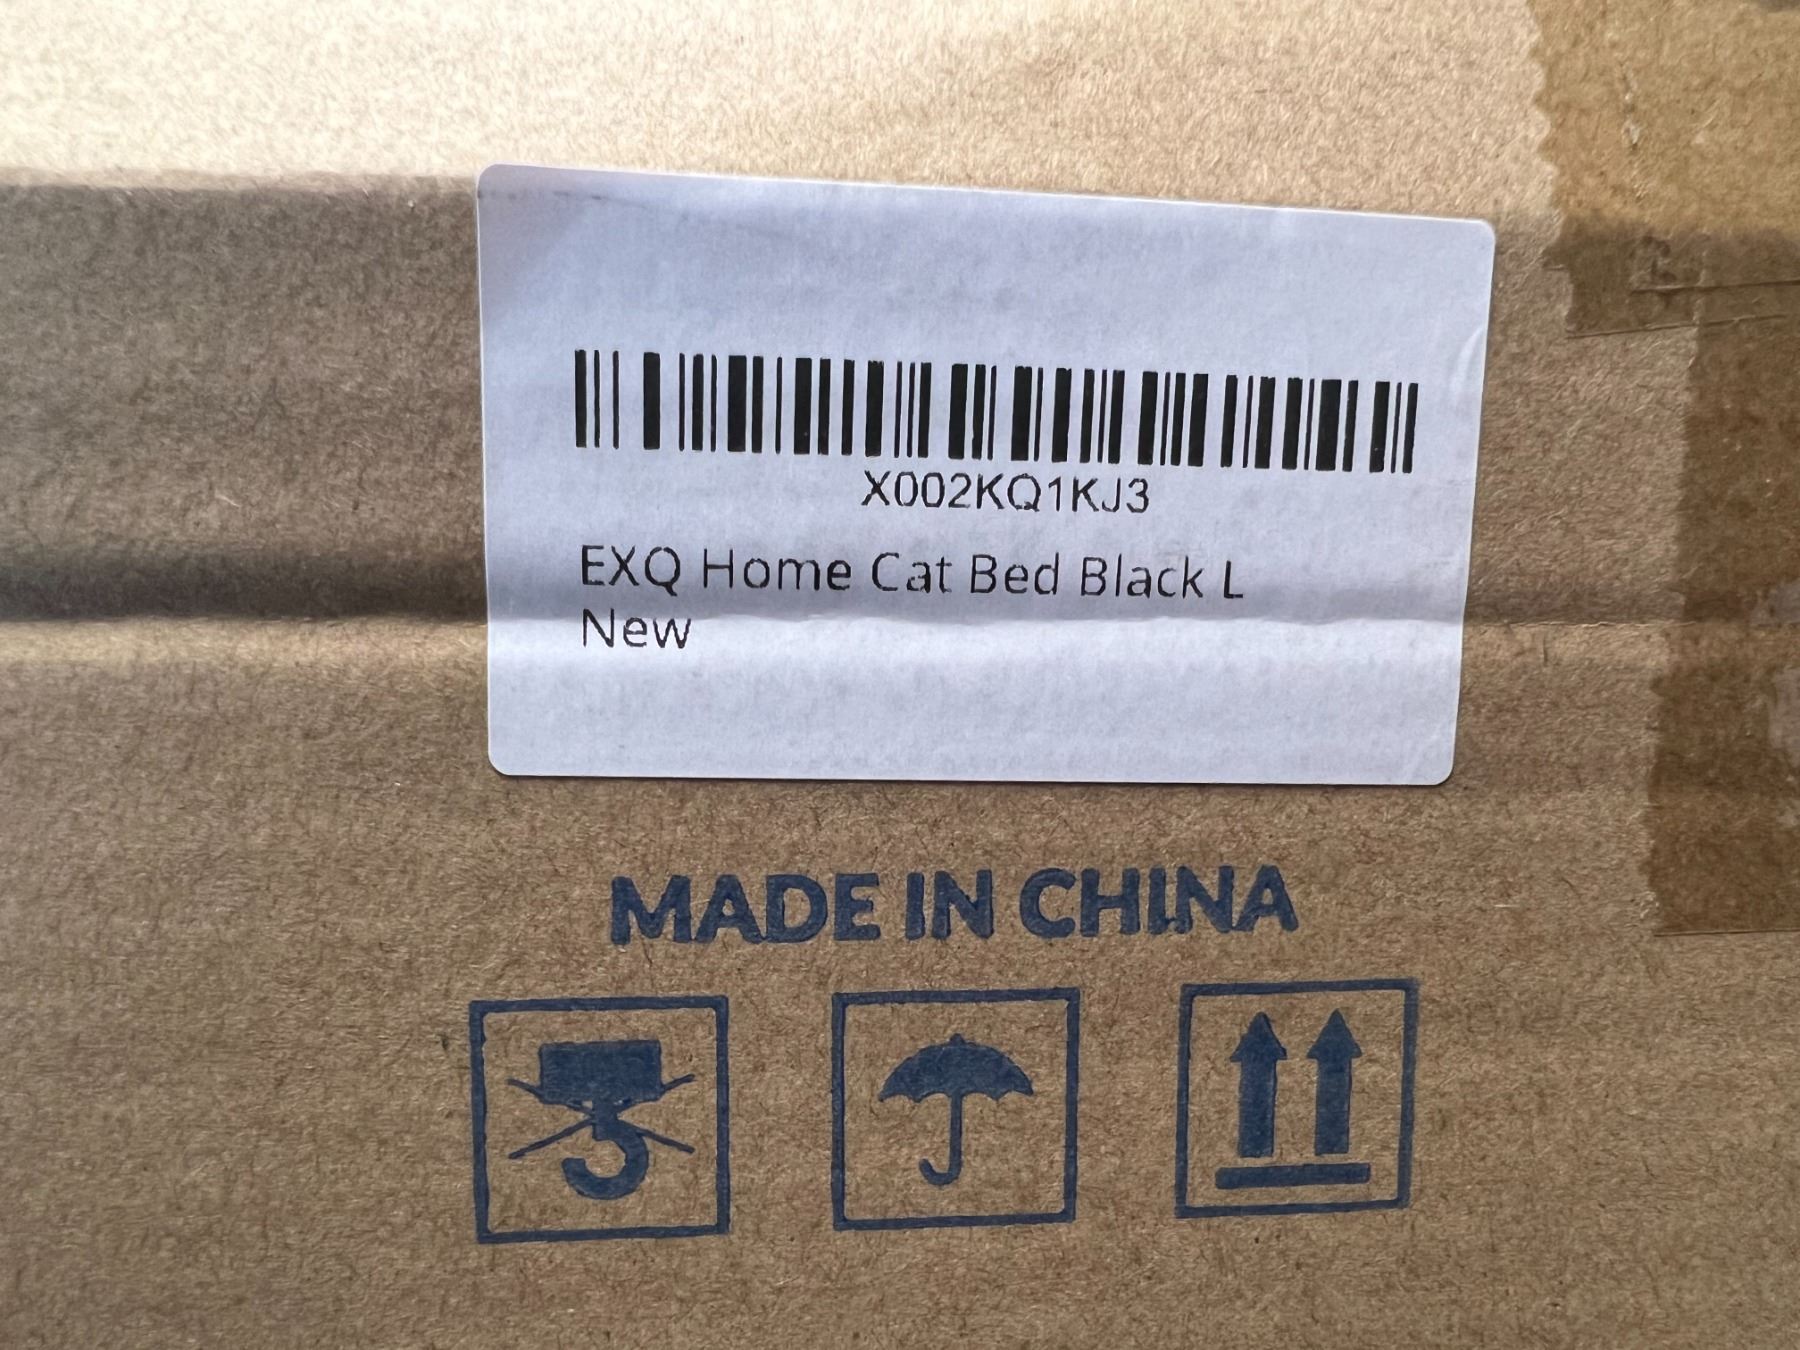 X002KQ1KJ3
EXQ Home Cat Bed Black L
New
MADE IN CHINA